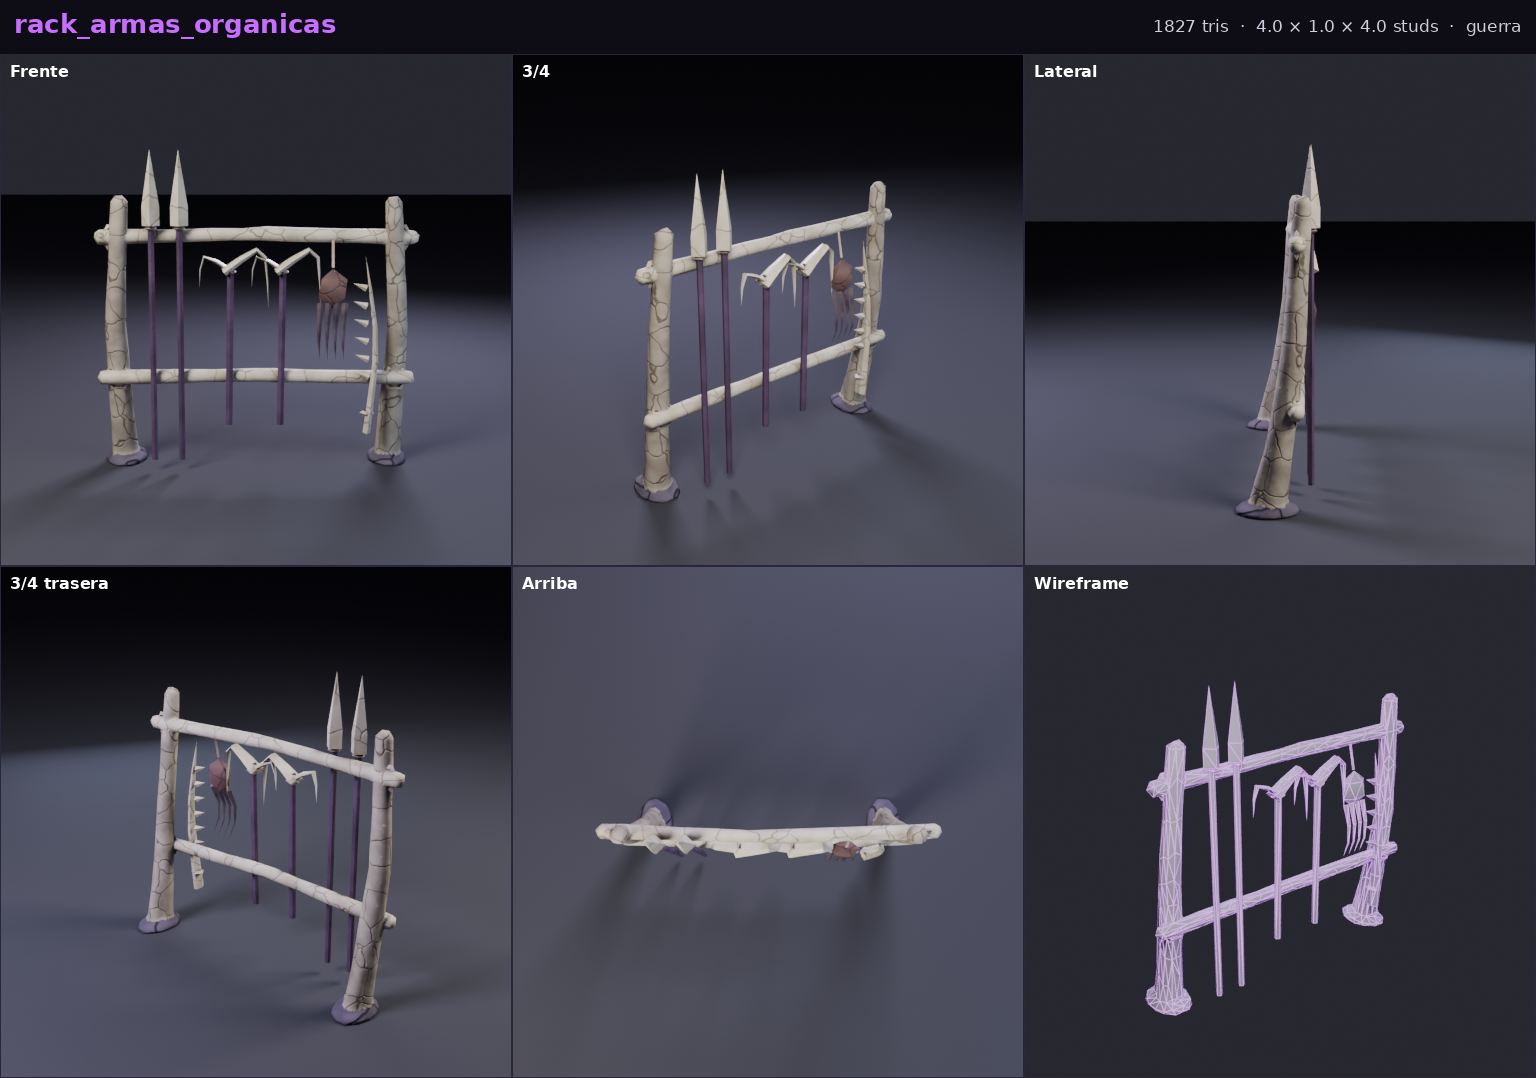 rack_armas_organicas
1827 tris · 4.0 × 1.0 × 4.0 studs · guerra
Frente
3/4
Lateral
3/4 trasera
Arriba
Wireframe